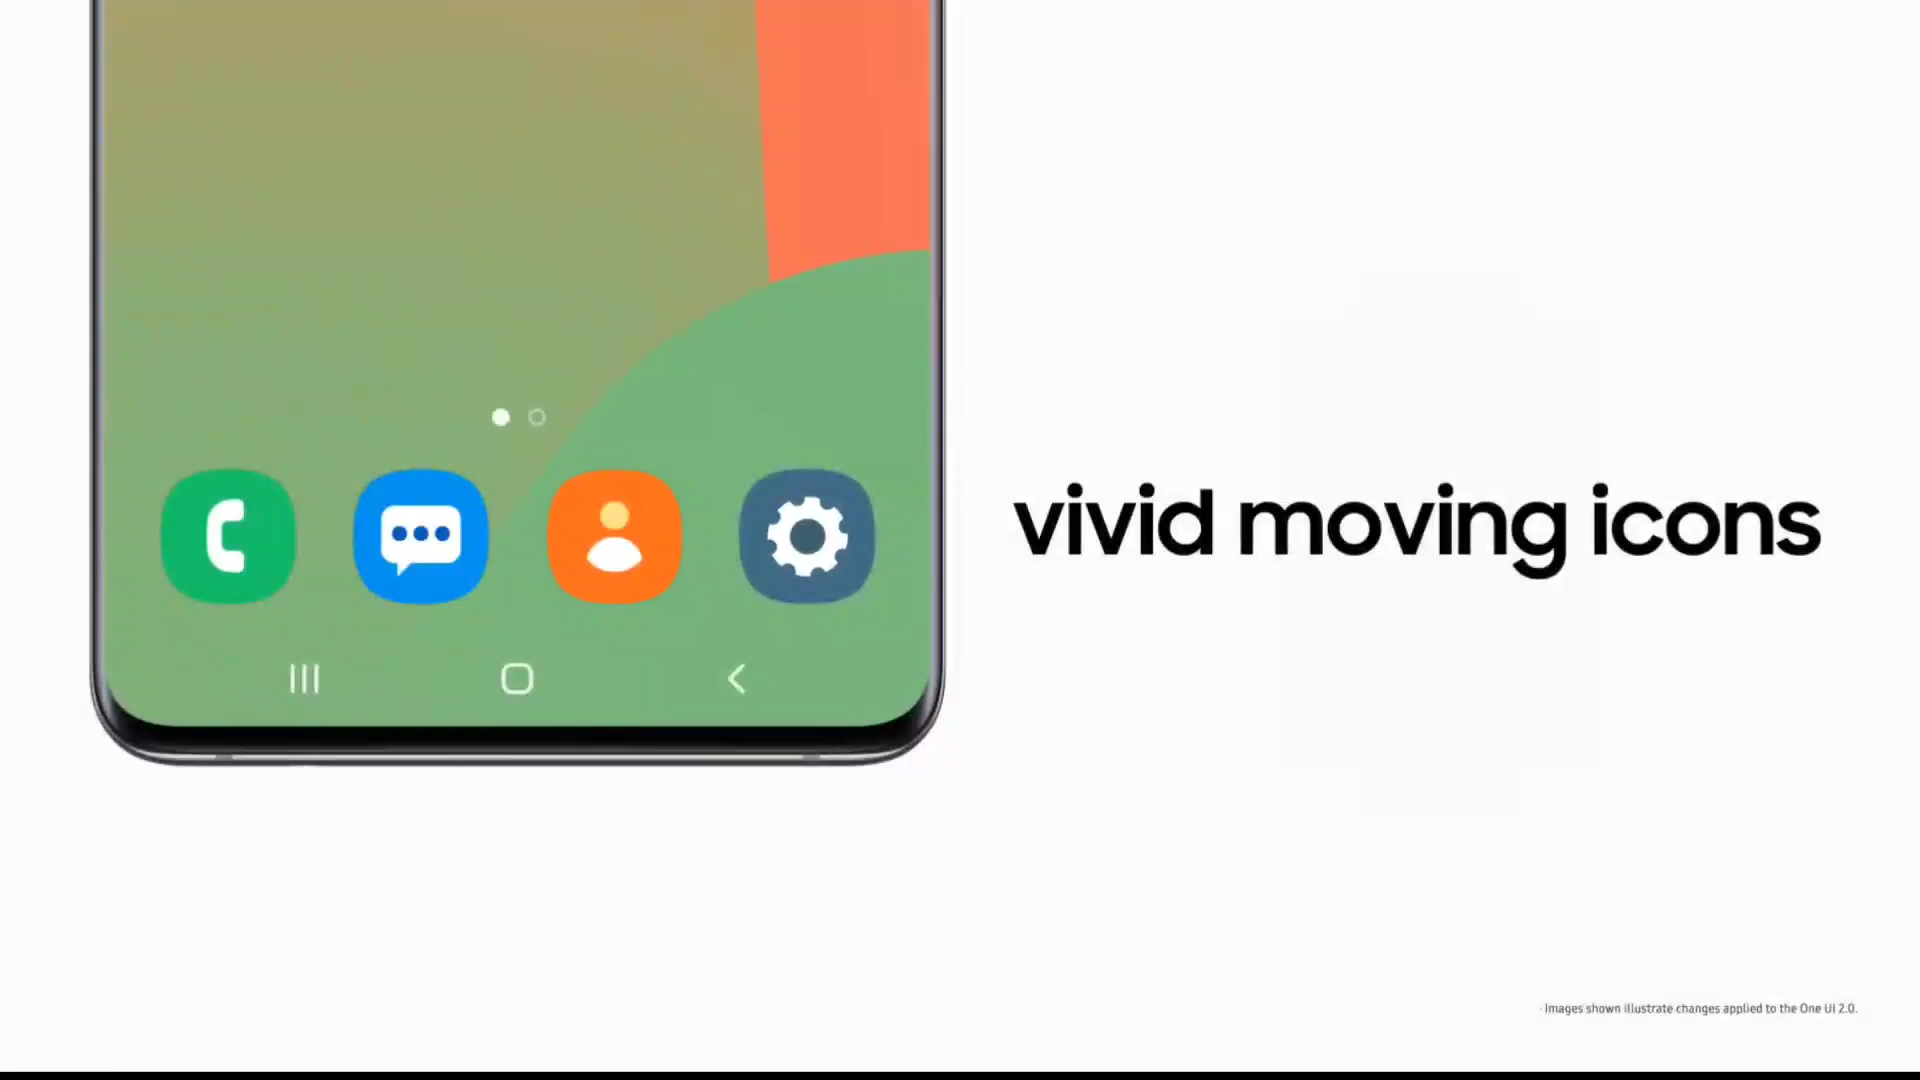 vivid moving icons
· Images shown illustrate changes applied to the One UI 2.0.